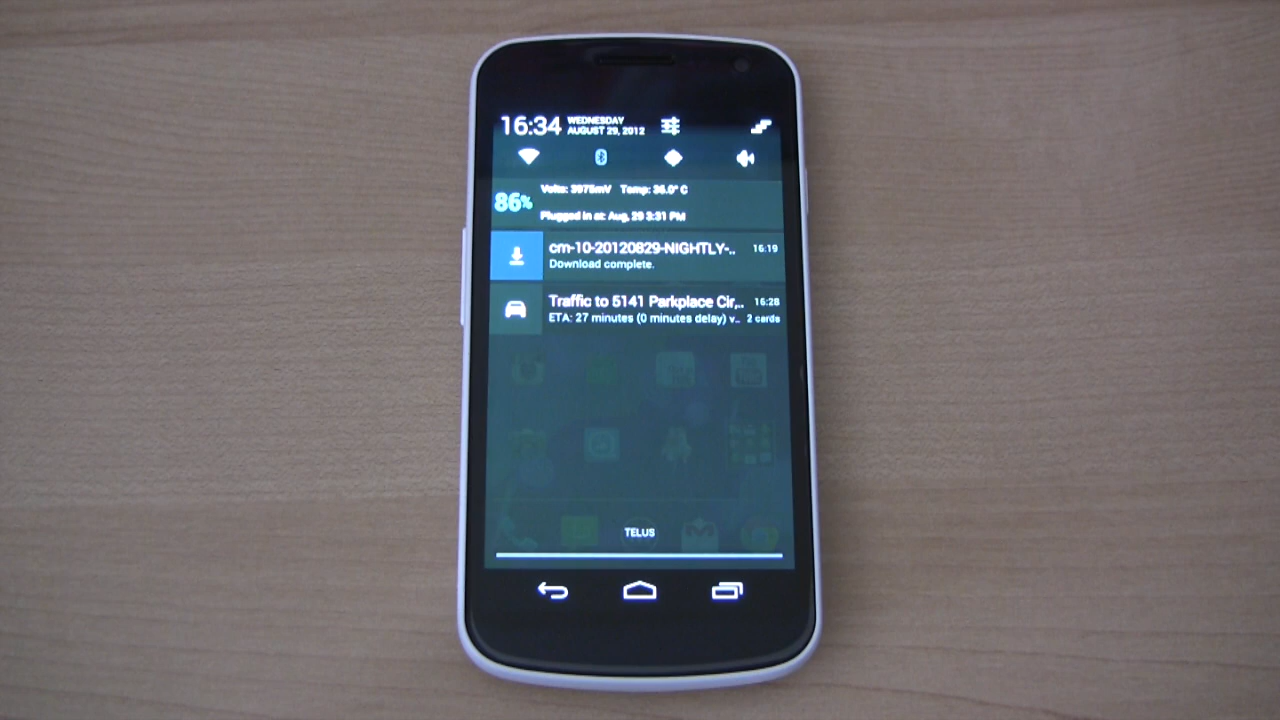 16:34 WEDNESDAY
AUGUST 29, 2012
86% Volts: 3975mV Temp: 36.0° C
Plugged in at: Aug, 29 3:31 PM
cm-10-20120829-NIGHTLY-.. 16:19
Download complete.
Traffic to 5141 Parkplace Cir,.. 16:28
ETA: 27 minutes (0 minutes delay) v.. 2 cards
TELUS